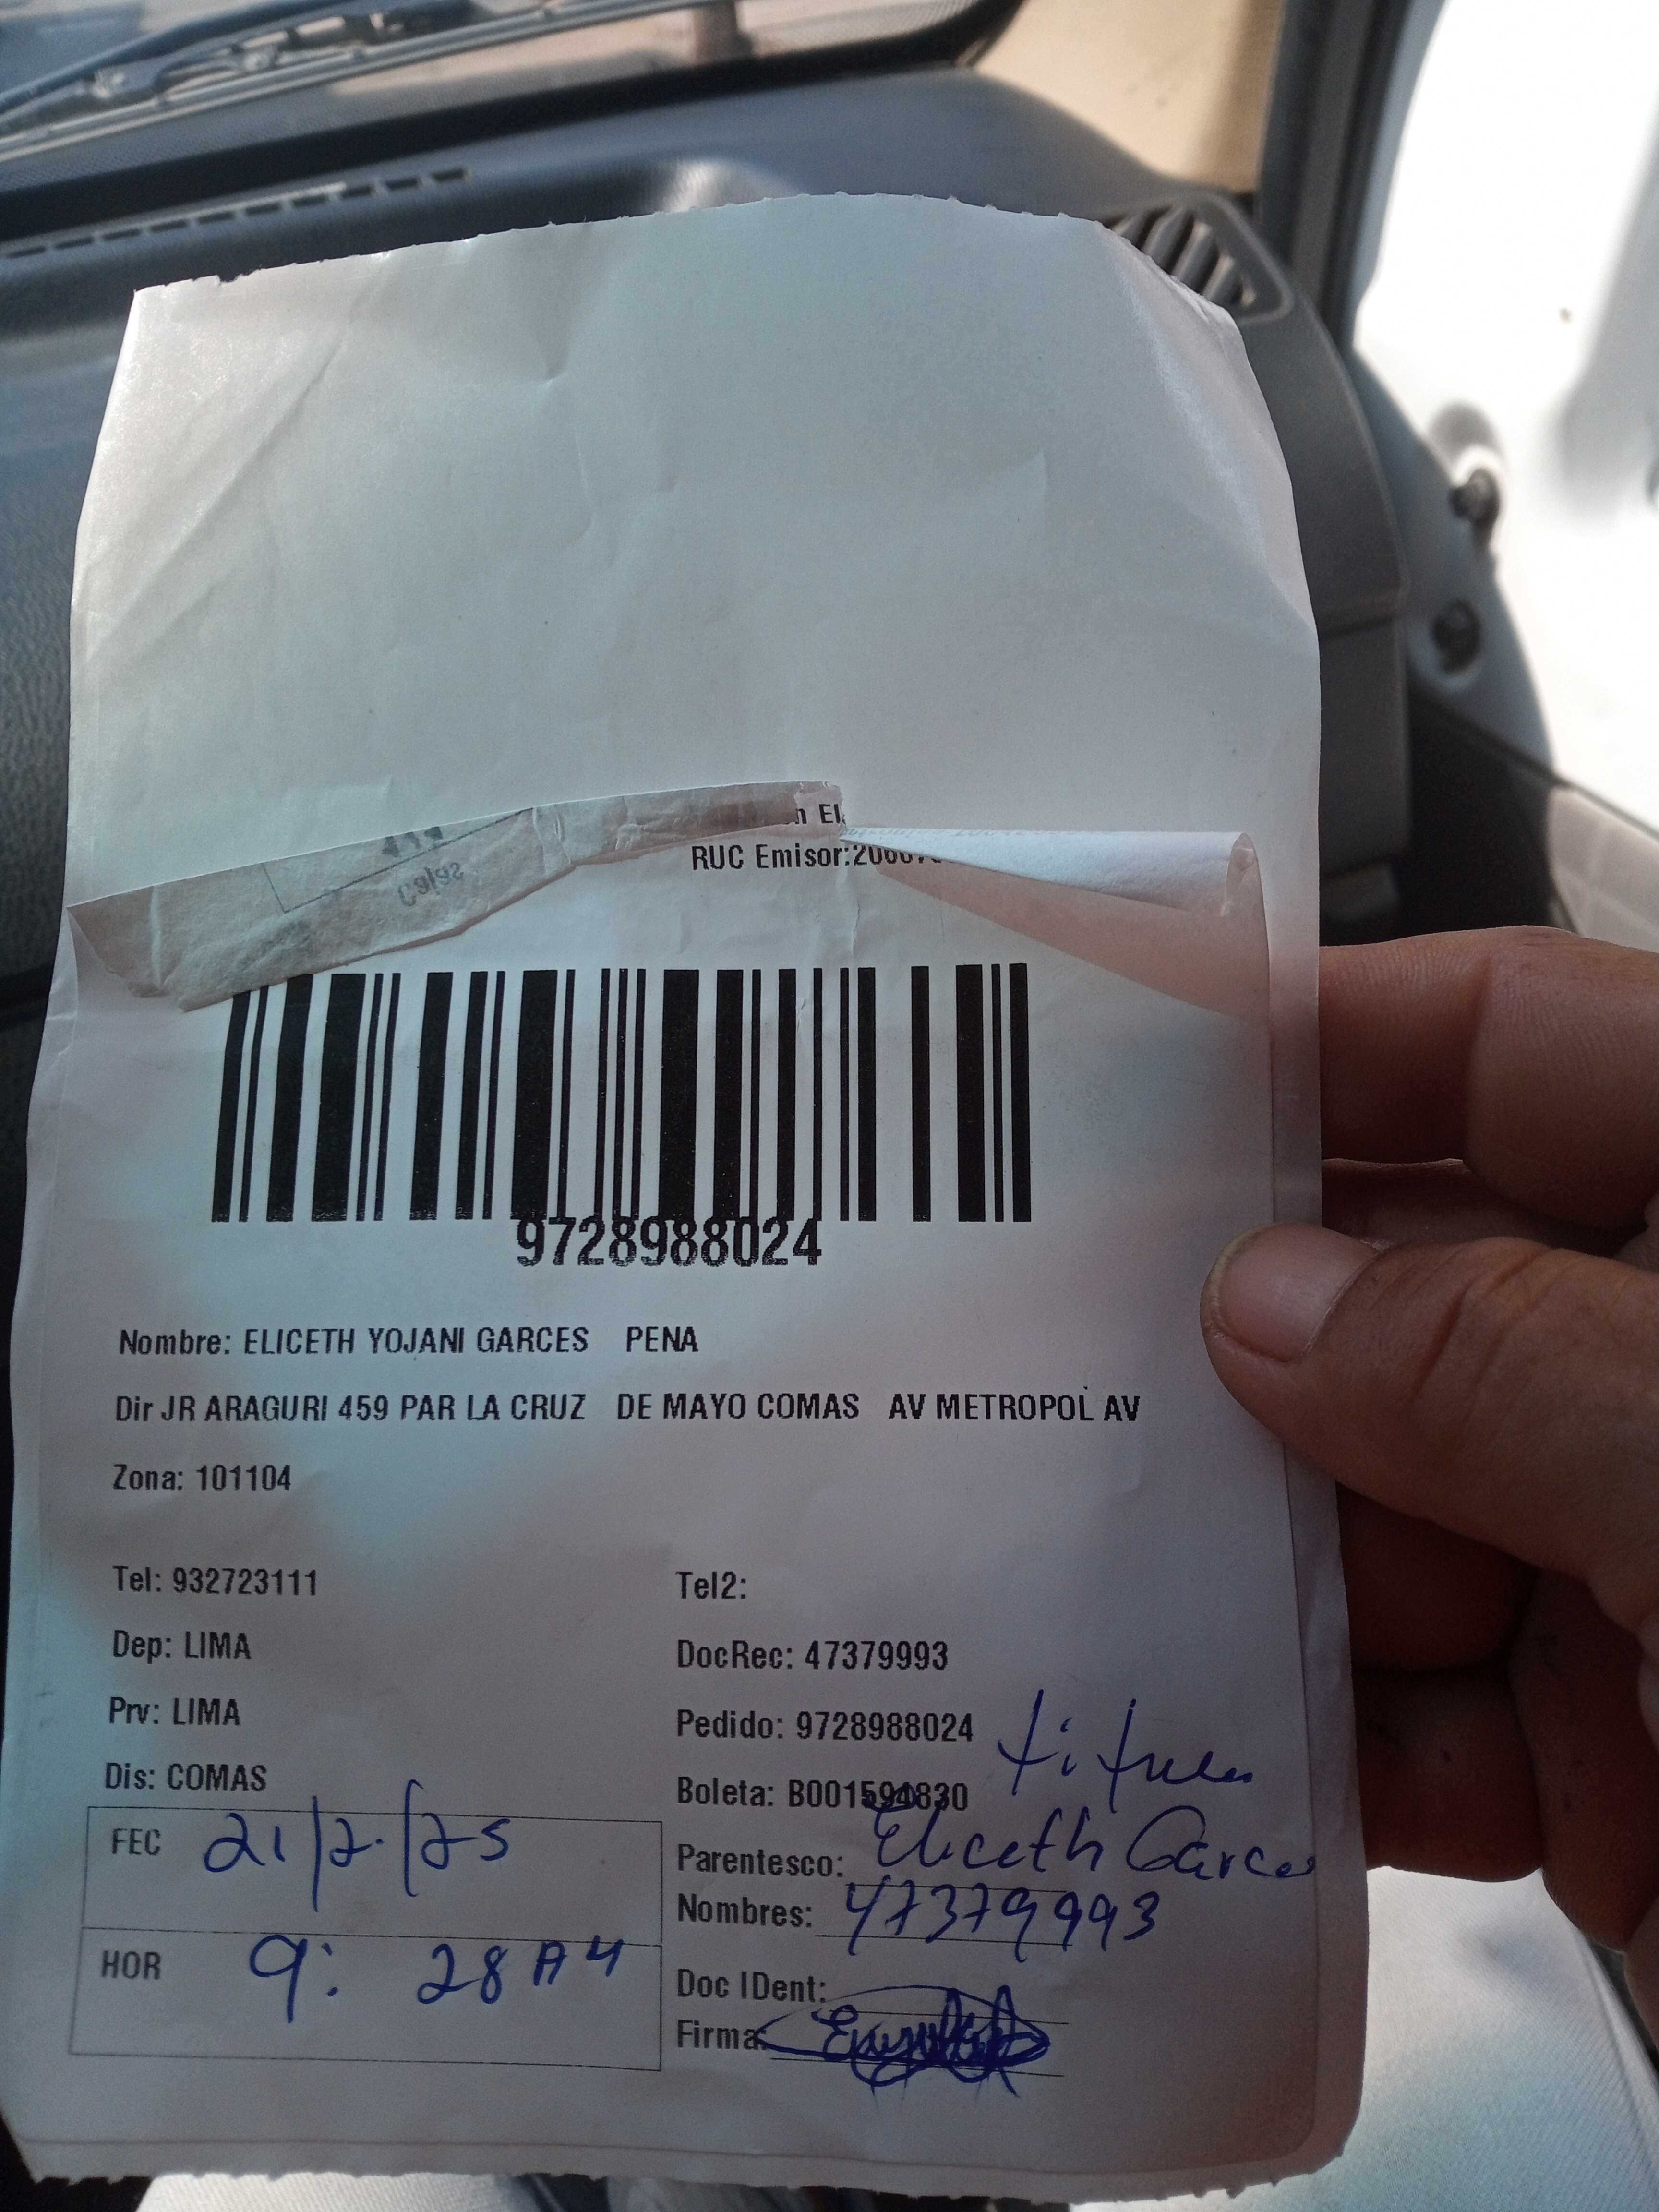 RUC Emisor:
9728988024
Nombre: ELICETH YOJANI GARCES PENA
Dir JR ARAGURI 459 PAR LA CRUZ DE MAYO COMAS AV METROPOL AV
Zona: 101104
Tel: 932723111
Tel2:
Dep: LIMA
DocRec: 47379993
Prv: LIMA
Pedido: 9728988024
Dis: COMAS
Boleta: B001594830
FEC 21/2/25
Parentesco: Eliceth Garces
Nombres: 47379993
HOR 9: 28 AM
Doc IDent:
Firma: